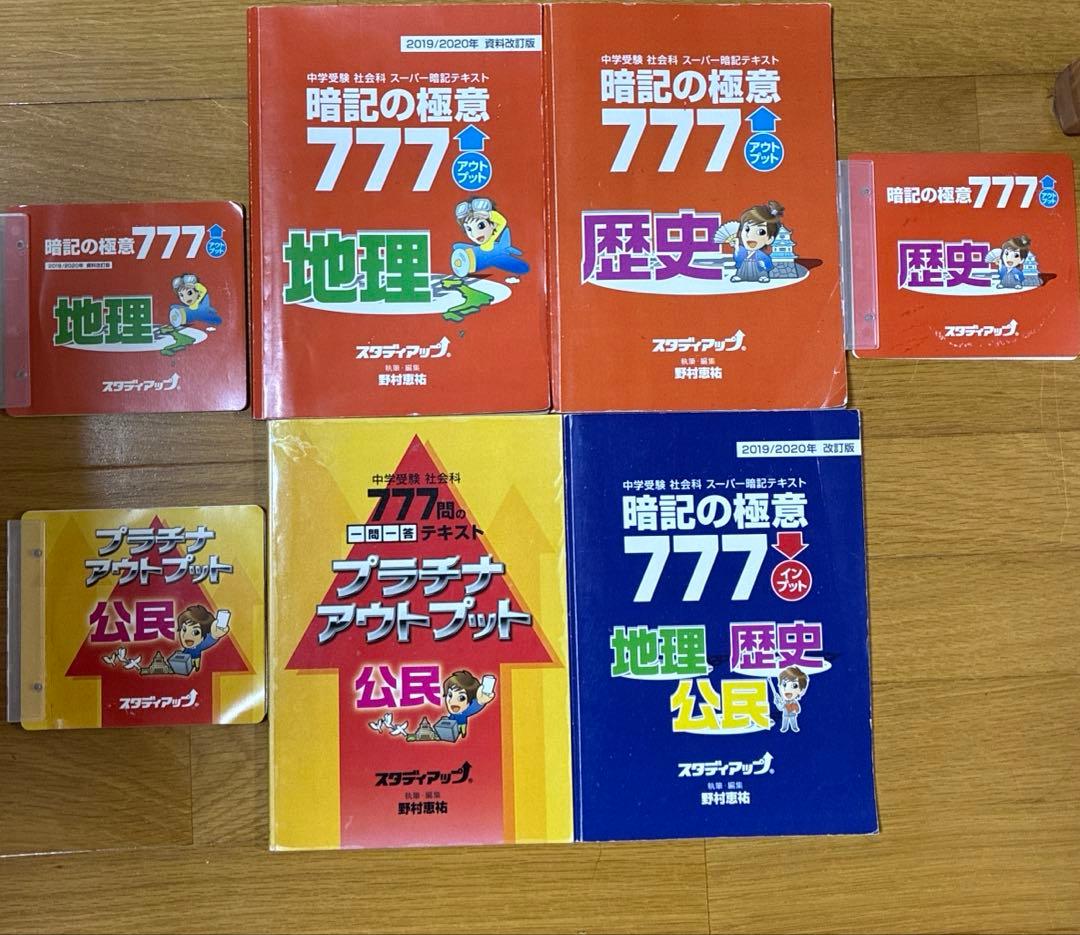 2019/2020年 資料改訂版
中学受験 社会科 スーパー暗記テキスト
暗記の極意
777
アウト
プット
地理
スタディアップ®
執筆・編集
野村恵祐
中学受験 社会科 スーパー暗記テキスト
暗記の極意
777
アウト
プット
歴史
スタディアップ®
執筆・編集
野村恵祐
暗記の極意777
アウト
プット
歴史
スタディアップ®
暗記の極意777
アウト
プット
2019/2020年 資料改訂版
地理
スタディアップ®
プラチナ
アウトプット
公民
スタディアップ®
中学受験 社会科
777問の
一問一答テキスト
プラチナ
アウトプット
公民
スタディアップ®
執筆・編集
野村恵祐
2019/2020年 改訂版
中学受験 社会科 スーパー暗記テキスト
暗記の極意
777
イン
プット
地理 歴史
公民
スタディアップ®
執筆・編集
野村恵祐